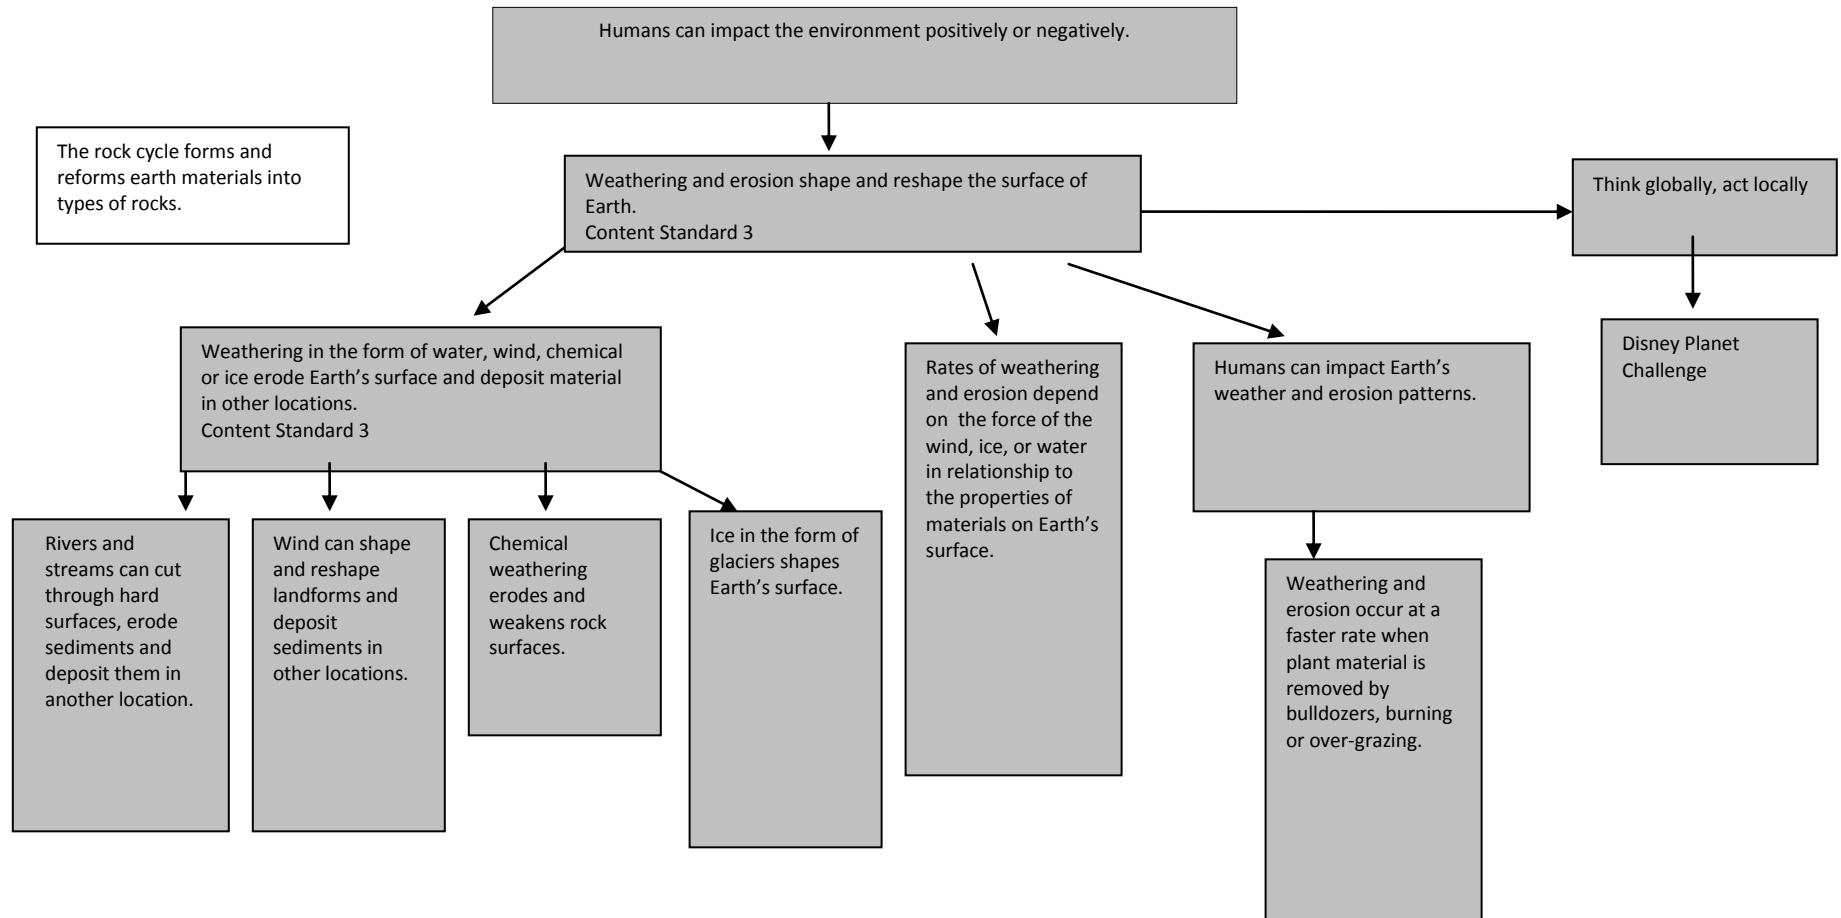 Humans can impact the environment positively or negatively.
The rock cycle forms and
reforms earth materials into
types of rocks.
Weathering and erosion shape and reshape the surface of
Earth.
Content Standard 3
Think globally, act locally
Weathering in the form of water, wind, chemical
or ice erode Earth’s surface and deposit material
in other locations.
Content Standard 3
Rates of weathering
and erosion depend
on the force of the
wind, ice, or water
in relationship to
the properties of
materials on Earth’s
surface.
Humans can impact Earth’s
weather and erosion patterns.
Disney Planet
Challenge
Rivers and
streams can cut
through hard
surfaces, erode
sediments and
deposit them in
another location.
Wind can shape
and reshape
landforms and
deposit
sediments in
other locations.
Chemical
weathering
erodes and
weakens rock
surfaces.
Ice in the form of
glaciers shapes
Earth’s surface.
Weathering and
erosion occur at a
faster rate when
plant material is
removed by
bulldozers, burning
or over-grazing.